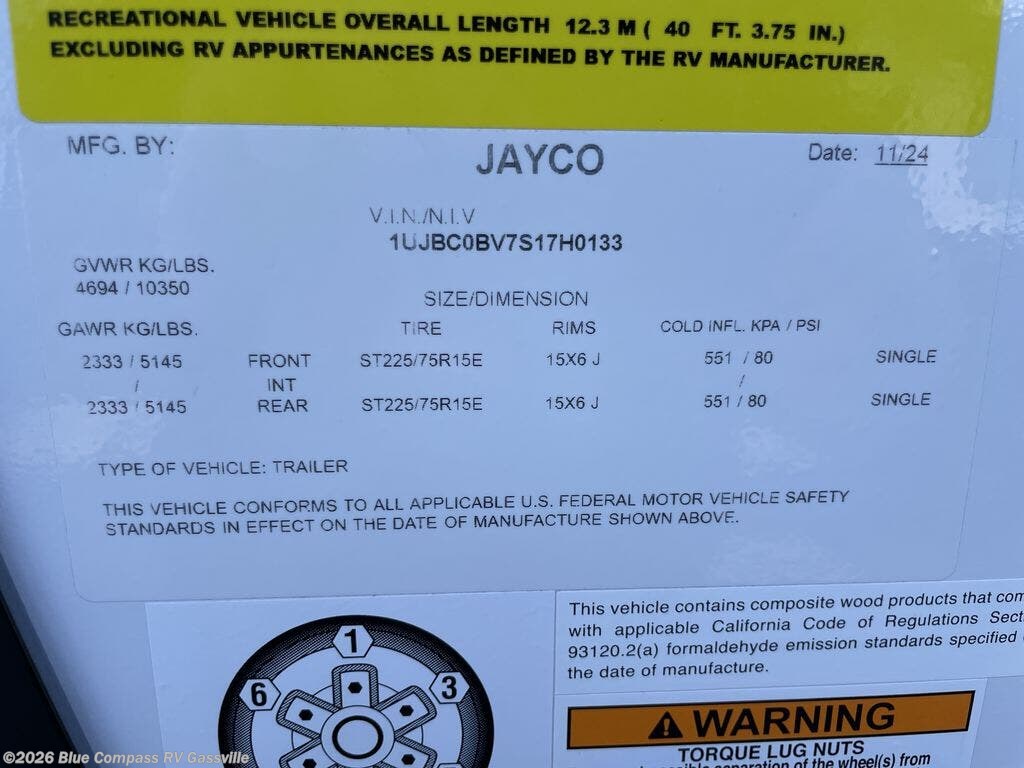 RECREATIONAL VEHICLE OVERALL LENGTH 12.3 M ( 40 FT. 3.75 IN.)
EXCLUDING RV APPURTENANCES AS DEFINED BY THE RV MANUFACTURER.
MFG. BY: JAYCO Date: 11/24
V.I.N./N.I.V
1UJBC0BV7S17H0133
GVWR KG/LBS.
4694 / 10350
SIZE/DIMENSION
GAWR KG/LBS. TIRE RIMS COLD INFL. KPA / PSI
2333 / 5145 FRONT ST225/75R15E 15X6 J 551 / 80 SINGLE
/ INT /
2333 / 5145 REAR ST225/75R15E 15X6 J 551 / 80 SINGLE
TYPE OF VEHICLE: TRAILER
THIS VEHICLE CONFORMS TO ALL APPLICABLE U.S. FEDERAL MOTOR VEHICLE SAFETY
STANDARDS IN EFFECT ON THE DATE OF MANUFACTURE SHOWN ABOVE.
This vehicle contains composite wood products that
with applicable California Code of Regulations
93120.2(a) formaldehyde emission standards specified
the date of manufacture.
1
6 3
WARNING
TORQUE LUG NUTS
separation of the wheel(s) from
©2026 Blue Compass RV Gassville